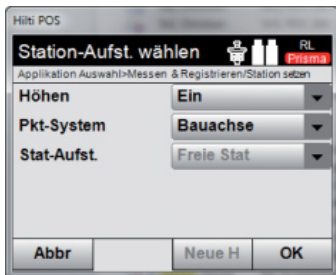 Hilti POS
Station-Aufst. wählen
RL
Prisma
Applikation Auswahl>Messen & Registrieren/Station setzen
Höhen Ein
Pkt-System Bauachse
Stat-Aufst. Freie Stat
Abbr Neue H OK